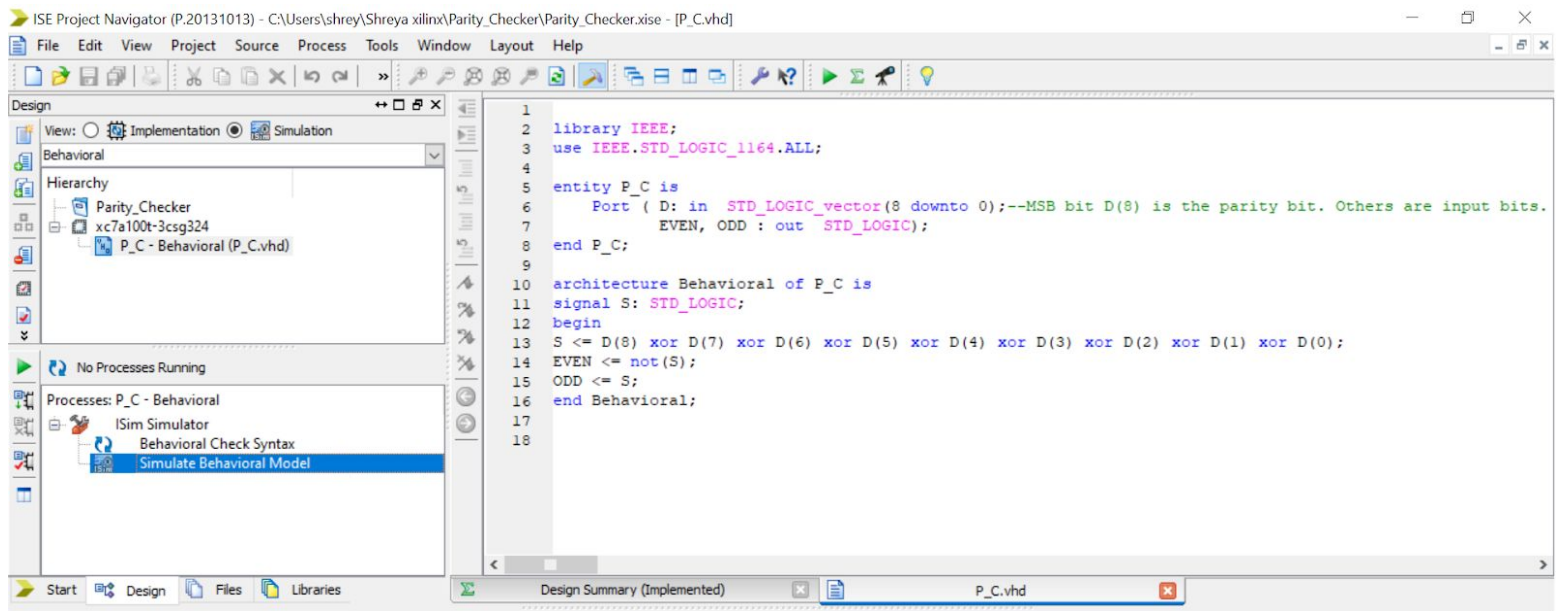 ISE Project Navigator (P.20131013) - C:\Users\shrey\Shreya xilinx\Parity_Checker\Parity_Checker.xise - [P_C.vhd]
File Edit View Project Source Process Tools Window Layout Help
Design
View: Implementation Simulation
Behavioral
Hierarchy
Parity_Checker
xc7a100t-3csg324
P_C - Behavioral (P_C.vhd)
No Processes Running
Processes: P_C - Behavioral
ISim Simulator
Behavioral Check Syntax
Simulate Behavioral Model
Start Design Files Libraries
1
2 library IEEE;
3 use IEEE.STD_LOGIC_1164.ALL;
4
5 entity P_C is
6 Port ( D: in STD_LOGIC_vector(8 downto 0);--MSB bit D(8) is the parity bit. Others are input bits.
7 EVEN, ODD : out STD_LOGIC);
8 end P_C;
9
10 architecture Behavioral of P_C is
11 signal S: STD_LOGIC;
12 begin
13 S <= D(8) xor D(7) xor D(6) xor D(5) xor D(4) xor D(3) xor D(2) xor D(1) xor D(0);
14 EVEN <= not(S);
15 ODD <= S;
16 end Behavioral;
17
18
Design Summary (Implemented) P_C.vhd